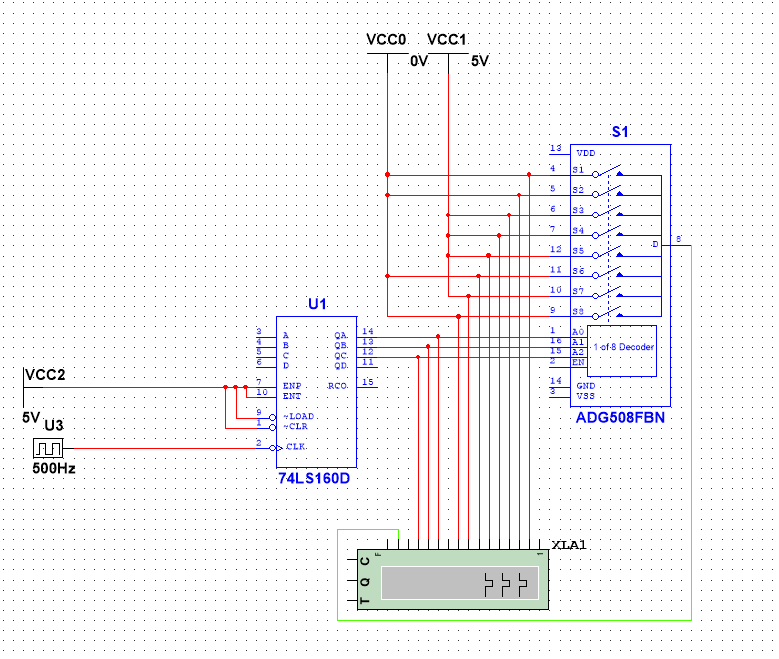 VCC0 VCC1
0V 5V
S1
13 VDD
4 S1
5 S2
6 S3
7 S4
12 S5
D 8
11 S6
10 S7
9 S8
1 A0
16 A1
15 A2
2 EN
1 of 8 Decoder
14 GND
3 VSS
ADG508FBN
U1
3 A QA 14
4 B QB 13
5 C QC 12
6 D QD 11
7 ENP RCO 15
10 ENT
9 ~LOAD
1 ~CLR
2 CLK
74LS160D
VCC2
5V
U3
500Hz
XLA1
F 1
C
Q
T